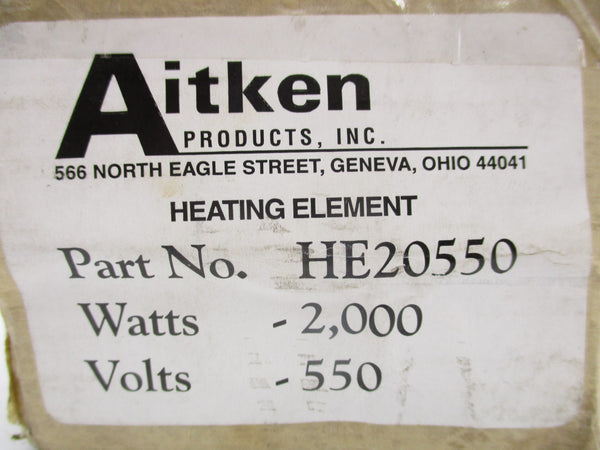 Aitken
PRODUCTS, INC.
566 NORTH EAGLE STREET, GENEVA, OHIO 44041
HEATING ELEMENT
Part No. HE20550
Watts - 2,000
Volts - 550